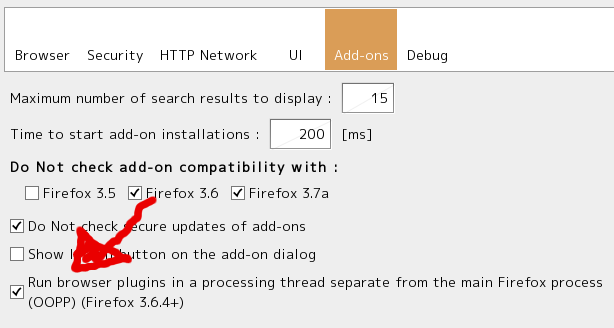 Browser Security HTTP Network UI Add-ons Debug
Maximum number of search results to display : 15
Time to start add-on installations : 200 [ms]
Do Not check add-on compatibility with :
Firefox 3.5 Firefox 3.6 Firefox 3.7a
Do Not check secure updates of add-ons
Show button on the add-on dialog
Run browser plugins in a processing thread separate from the main Firefox process
(OOPP) (Firefox 3.6.4+)